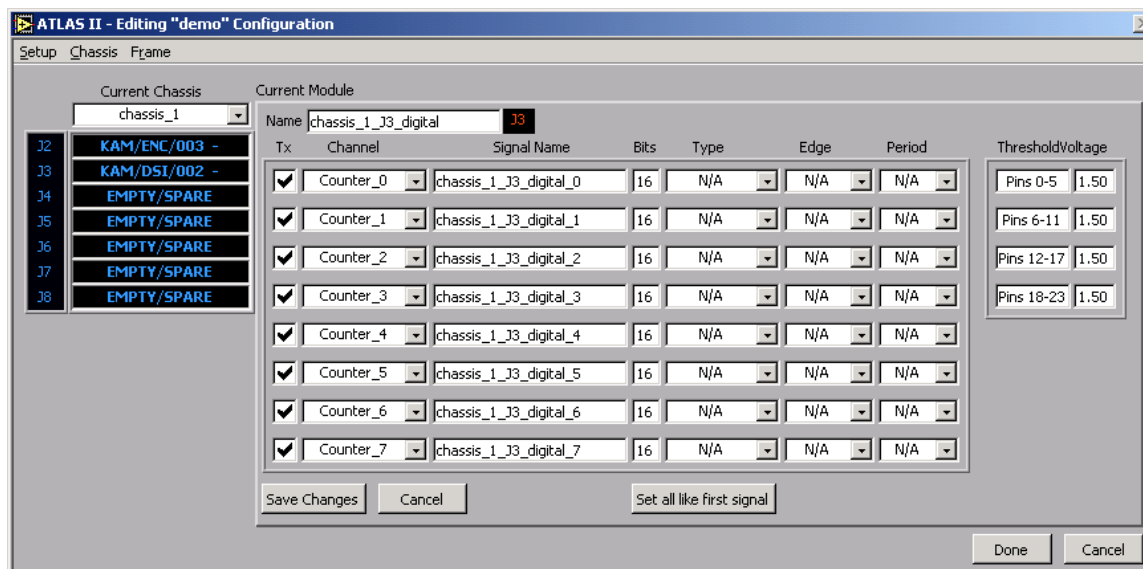 ATLAS II - Editing "demo" Configuration
Setup Chassis Frame
Current Chassis
chassis_1
J2 KAM/ENC/003 -
J3 KAM/DSI/002 -
J4 EMPTY/SPARE
J5 EMPTY/SPARE
J6 EMPTY/SPARE
J7 EMPTY/SPARE
J8 EMPTY/SPARE
Current Module
Name chassis_1_J3_digital J3
Tx Channel Signal Name Bits Type Edge Period
Counter_0 chassis_1_J3_digital_0 16 N/A N/A N/A
Counter_1 chassis_1_J3_digital_1 16 N/A N/A N/A
Counter_2 chassis_1_J3_digital_2 16 N/A N/A N/A
Counter_3 chassis_1_J3_digital_3 16 N/A N/A N/A
Counter_4 chassis_1_J3_digital_4 16 N/A N/A N/A
Counter_5 chassis_1_J3_digital_5 16 N/A N/A N/A
Counter_6 chassis_1_J3_digital_6 16 N/A N/A N/A
Counter_7 chassis_1_J3_digital_7 16 N/A N/A N/A
ThresholdVoltage
Pins 0-5 1.50
Pins 6-11 1.50
Pins 12-17 1.50
Pins 18-23 1.50
Save Changes Cancel Set all like first signal
Done Cancel